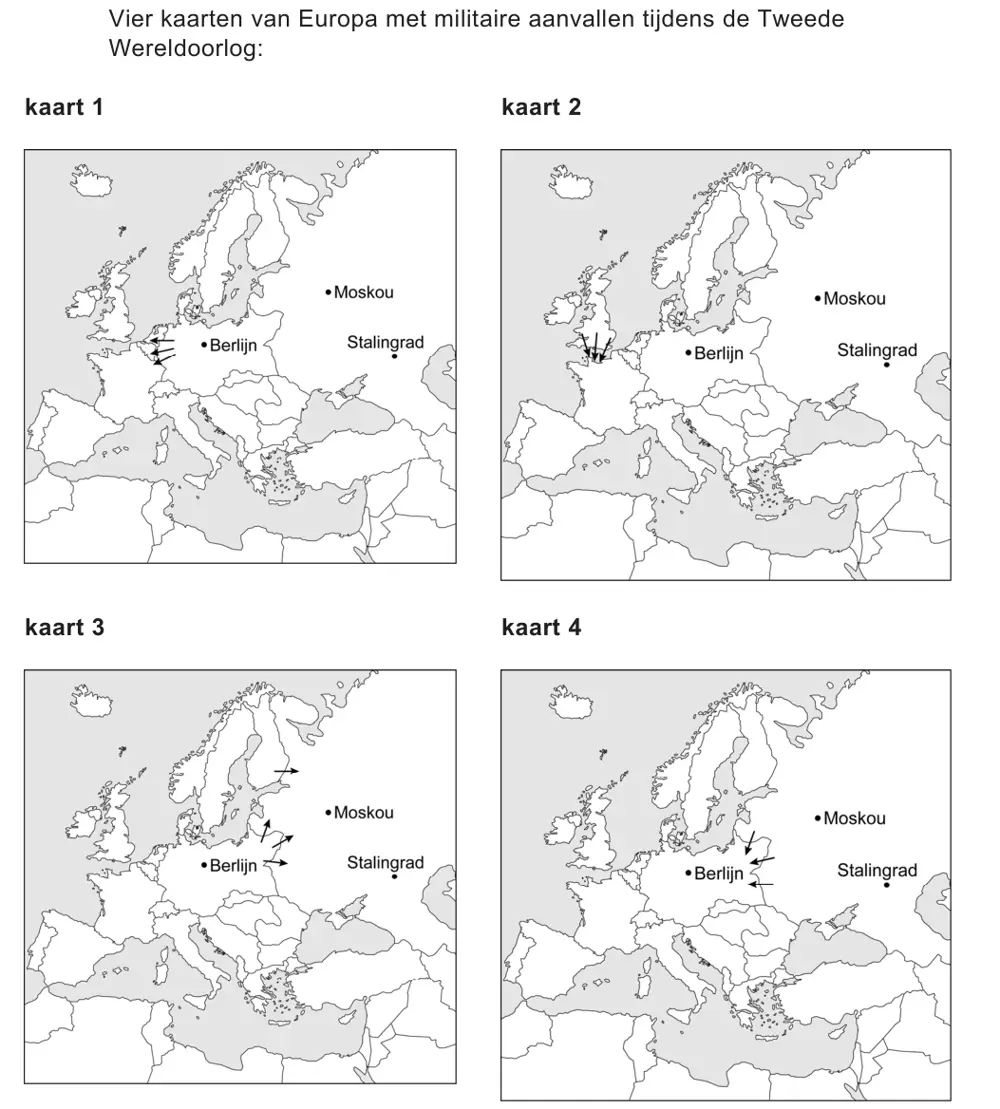 Vier kaarten van Europa met militaire aanvallen tijdens de Tweede
Wereldoorlog:
kaart 1
kaart 2
Moskou
Berlijn
Stalingrad
Moskou
Berlijn
Stalingrad
kaart 3
kaart 4
Moskou
Berlijn
Stalingrad
Moskou
Berlijn
Stalingrad